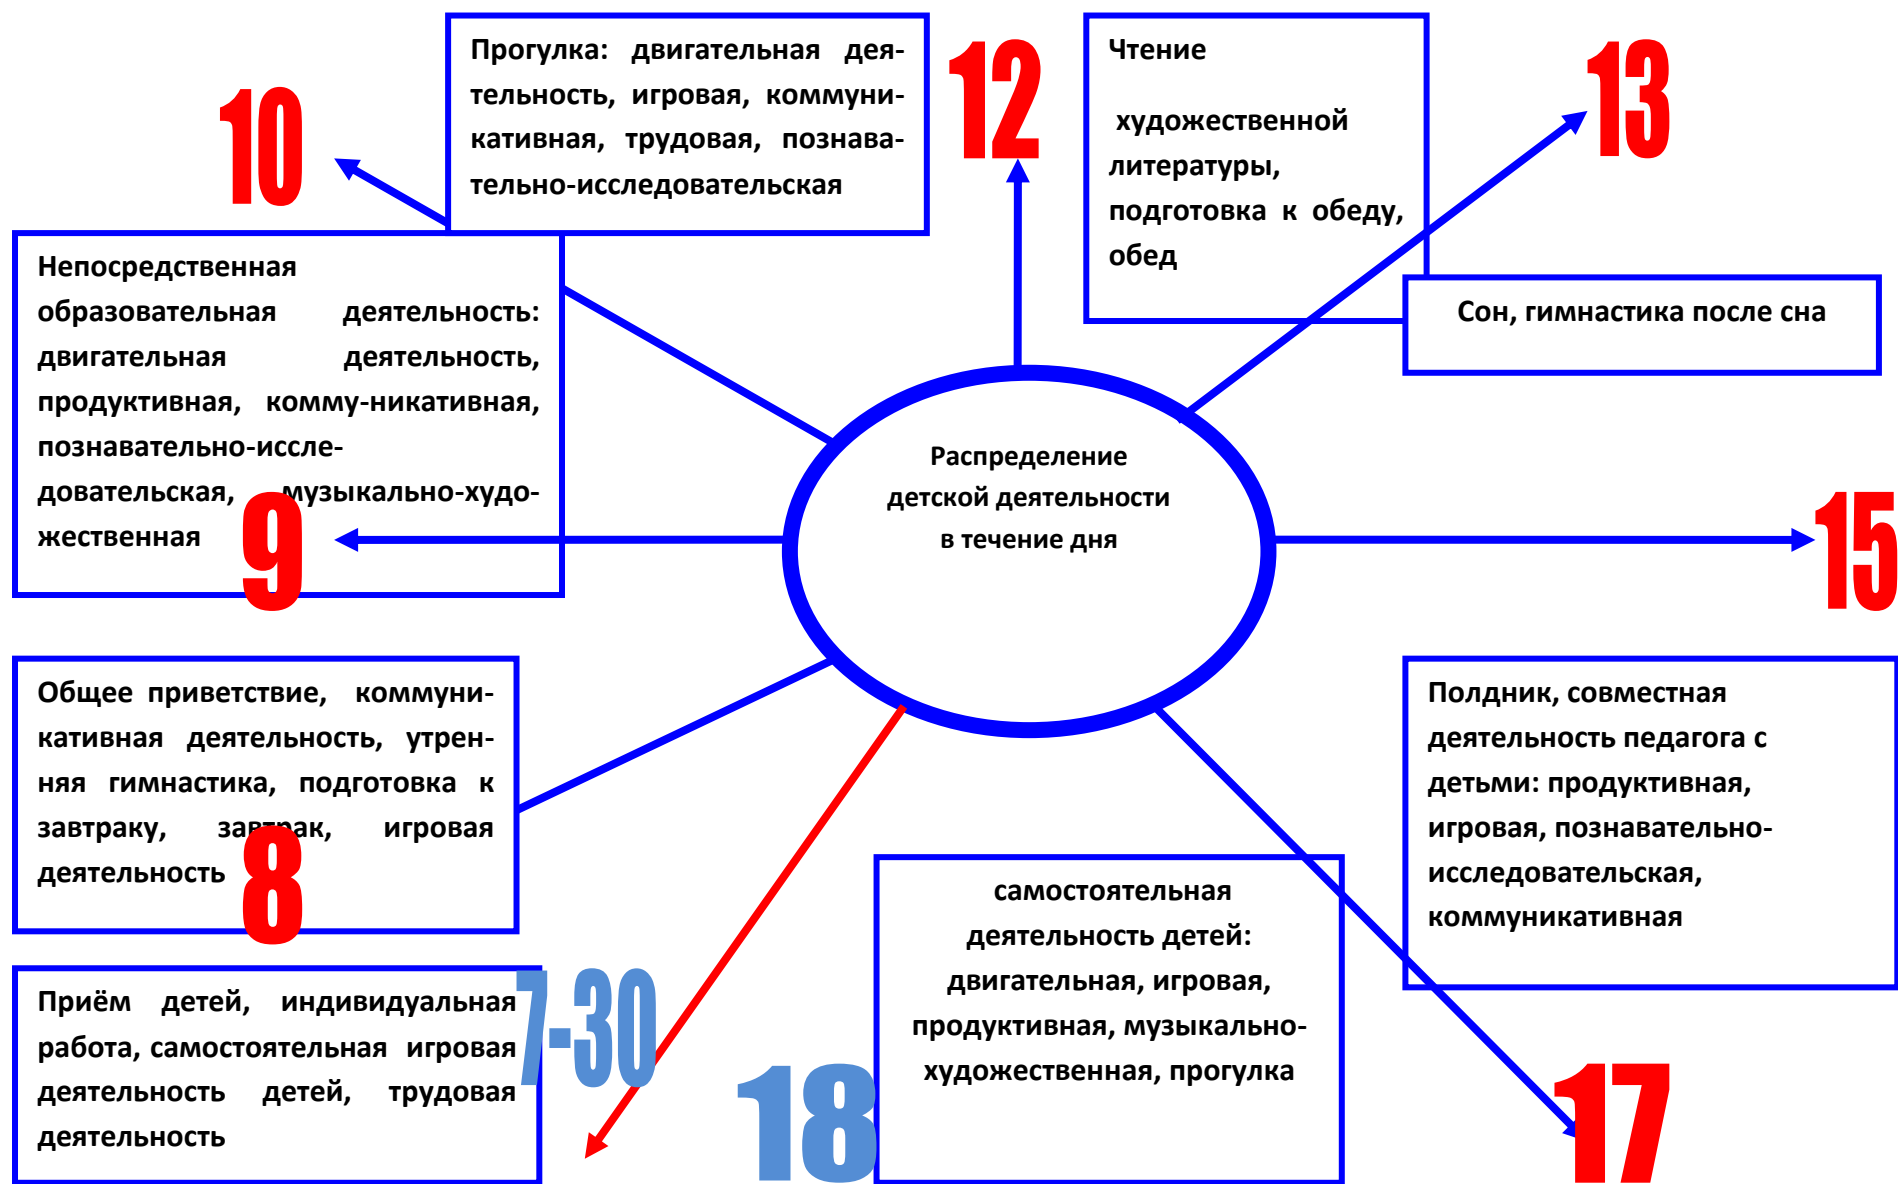 10
Прогулка: двигательная дея-
тельность, игровая, коммуни-
кативная, трудовая, познава-
тельно-исследовательская
12
Чтение
художественной
литературы,
подготовка к обеду,
обед
13
Сон, гимнастика после сна
Непосредственная
образовательная деятельность:
двигательная деятельность,
продуктивная, комму-никативная,
познавательно-иссле-
довательская, музыкально-худо-
жественная
9
Распределение
детской деятельности
в течение дня
15
Общее приветствие, коммуни-
кативная деятельность, утрен-
няя гимнастика, подготовка к
завтраку, завтрак, игровая
деятельность
8
Полдник, совместная
деятельность педагога с
детьми: продуктивная,
игровая, познавательно-
исследовательская,
коммуникативная
Приём детей, индивидуальная
работа, самостоятельная игровая
деятельность детей, трудовая
деятельность
7-30
18
самостоятельная
деятельность детей:
двигательная, игровая,
продуктивная, музыкально-
художественная, прогулка
17